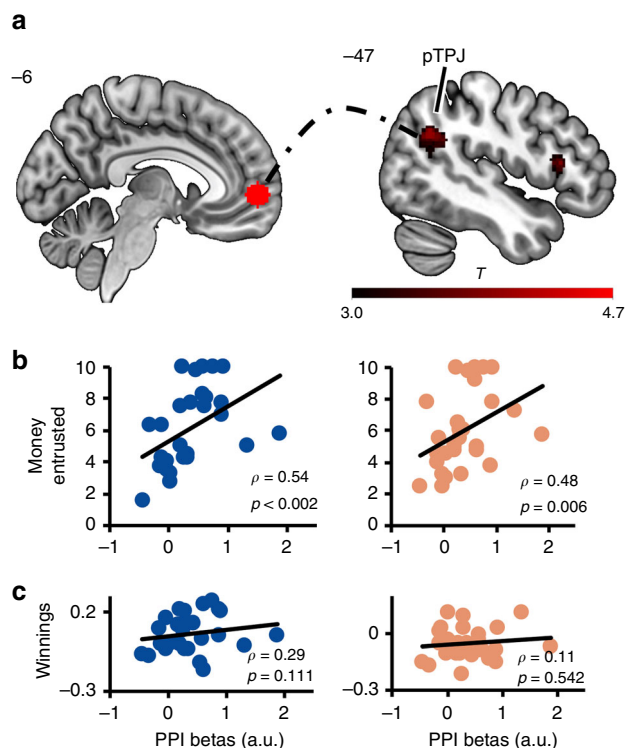 a
–6
–47
pTPJ
T
3.0
4.7
b
10
8
6
4
2
0
Money
entrusted
ρ = 0.54
p < 0.002
–1
0
1
2
10
8
6
4
2
0
ρ = 0.48
p = 0.006
–1
0
1
2
c
0.2
–0.3
Winnings
ρ = 0.29
p = 0.111
–1
0
1
2
PPI betas (a.u.)
0
–0.3
ρ = 0.11
p = 0.542
–1
0
1
2
PPI betas (a.u.)